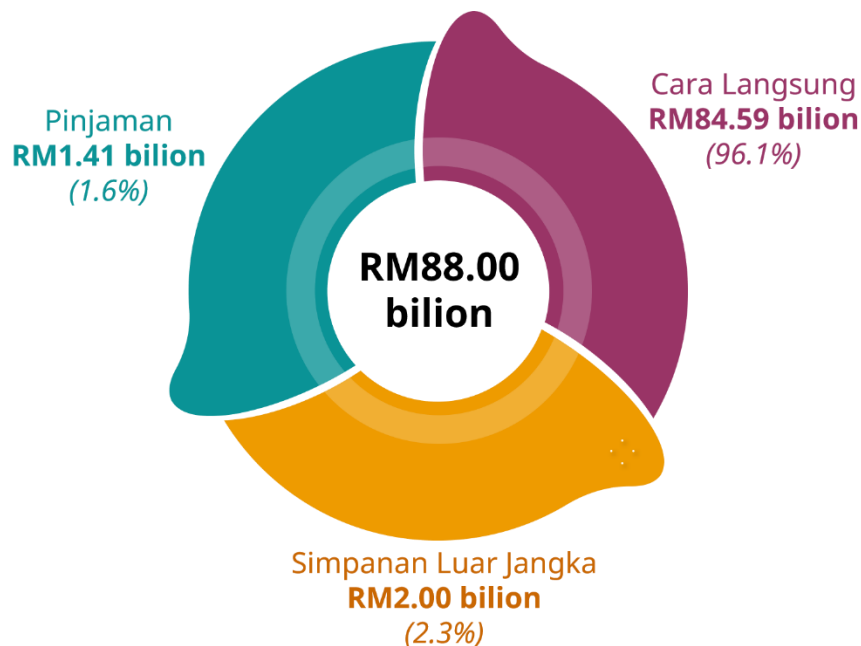 Cara Langsung
RM84.59 bilion
(96.1%)
Pinjaman
RM1.41 bilion
(1.6%)
RM88.00
bilion
Simpanan Luar Jangka
RM2.00 bilion
(2.3%)